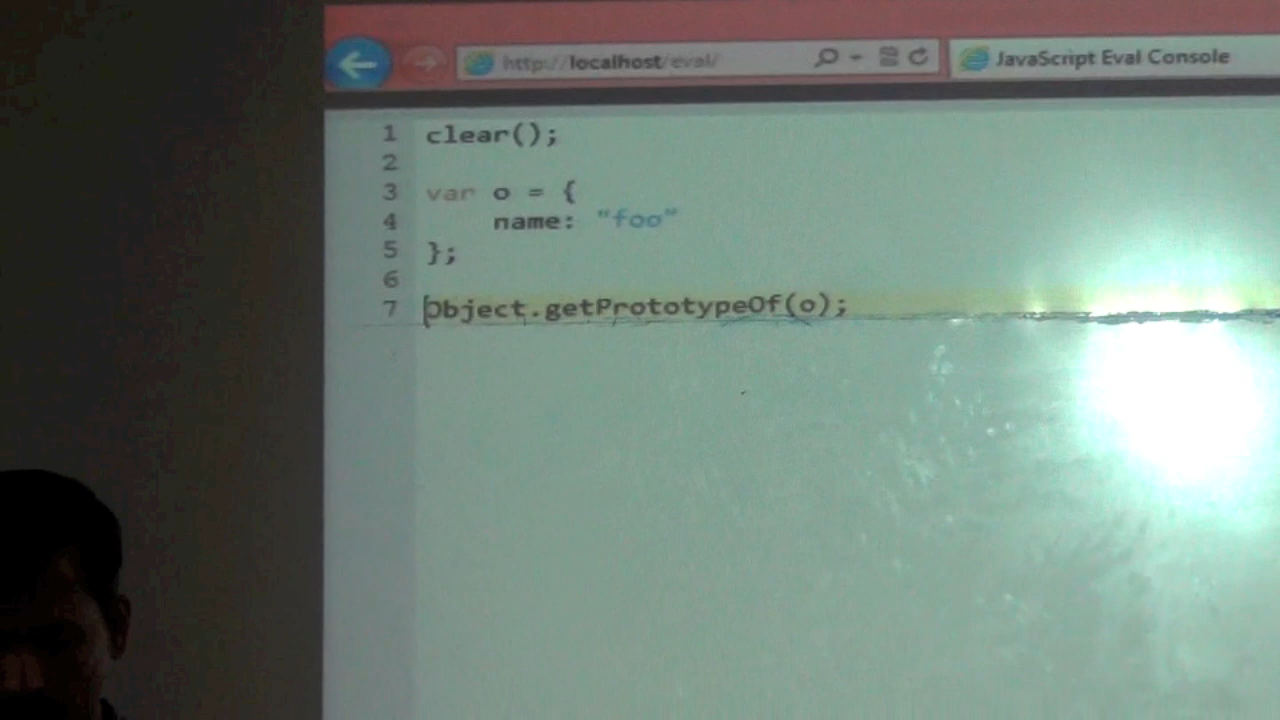 http://localhost/eval/
JavaScript Eval Console
1 clear();
2
3 var o = {
4     name: "foo"
5 };
6
7 Object.getPrototypeOf(o);